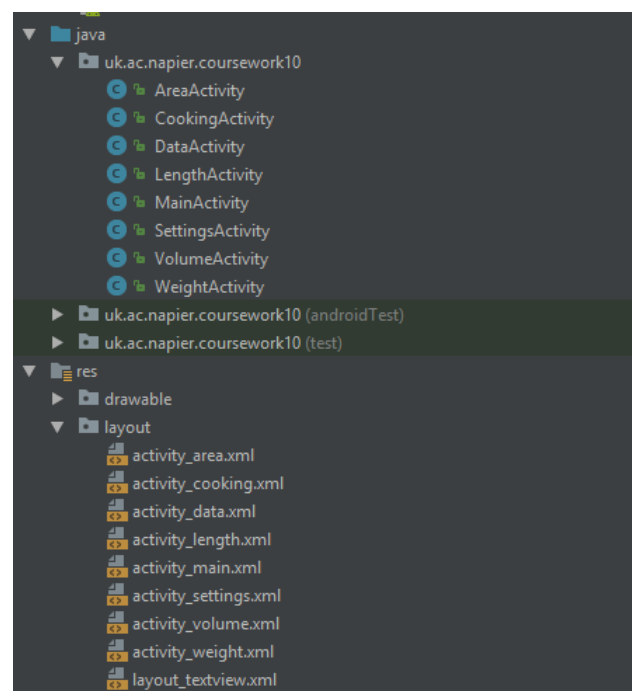 java
uk.ac.napier.coursework10
AreaActivity
CookingActivity
DataActivity
LengthActivity
MainActivity
SettingsActivity
VolumeActivity
WeightActivity
uk.ac.napier.coursework10 (androidTest)
uk.ac.napier.coursework10 (test)
res
drawable
layout
activity_area.xml
activity_cooking.xml
activity_data.xml
activity_length.xml
activity_main.xml
activity_settings.xml
activity_volume.xml
activity_weight.xml
layout_textview.xml